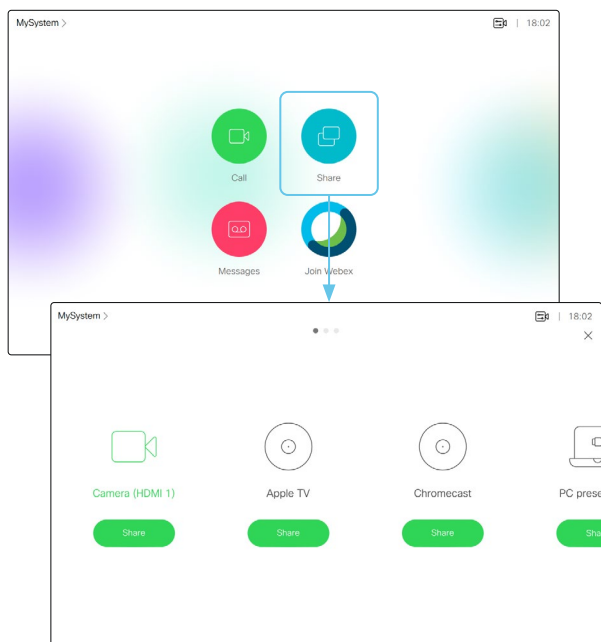 MySystem >
18:02
Call
Share
Messages
Join Webex
MySystem >
18:02
Camera (HDMI 1)
Apple TV
Chromecast
PC prese
Share
Share
Share
Sha